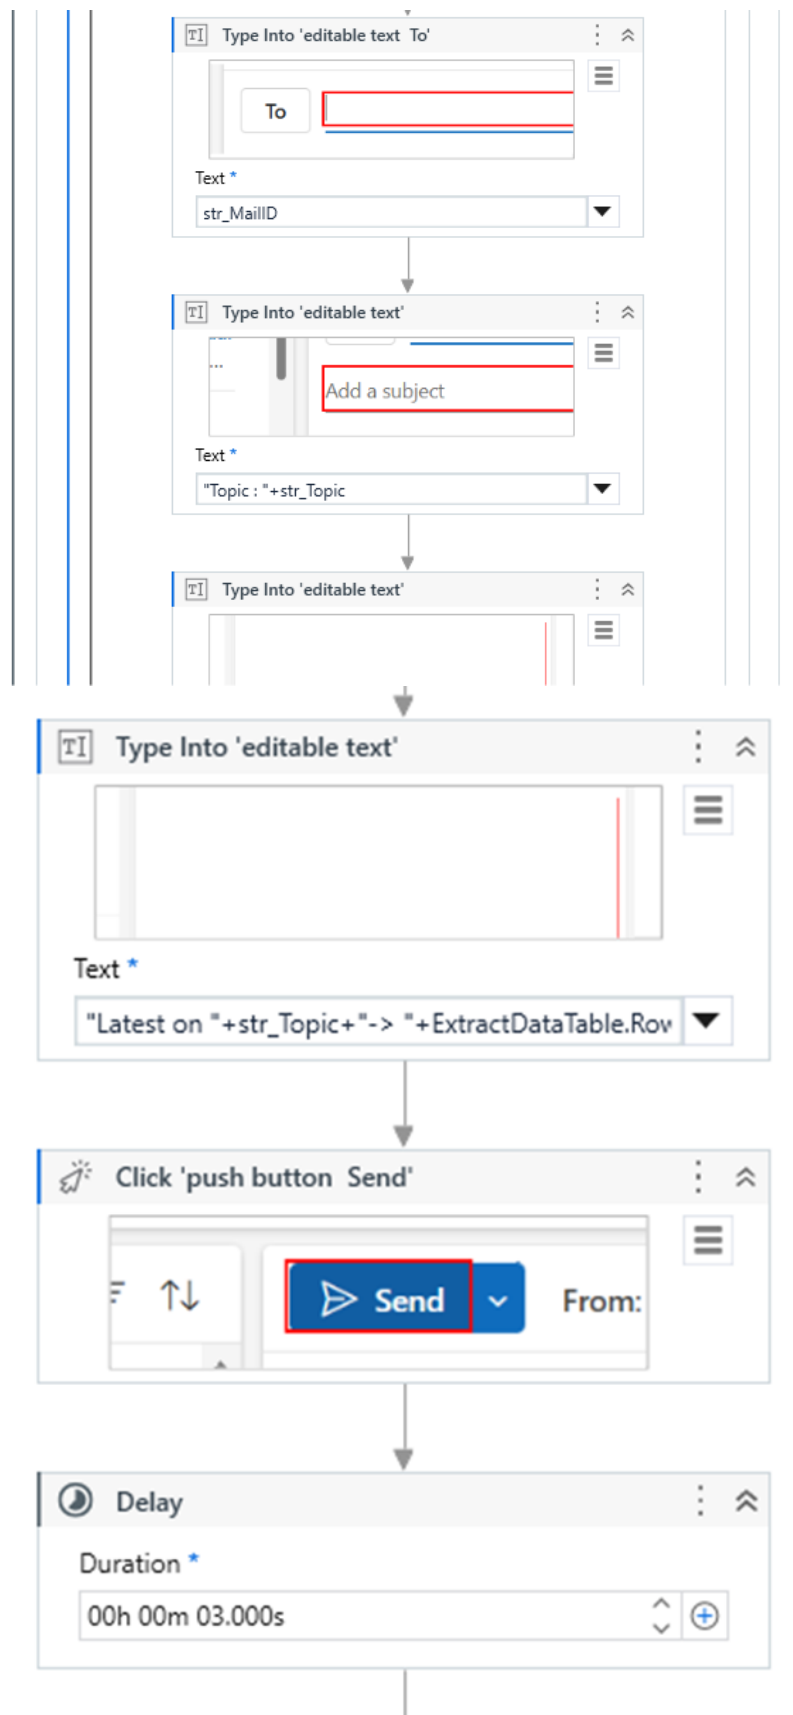 Type Into 'editable text  To'
To
Text *
str_MailID
Type Into 'editable text'
...
Add a subject
Text *
"Topic : "+str_Topic
Type Into 'editable text'
Type Into 'editable text'
Text *
"Latest on "+str_Topic+"-> "+ExtractDataTable.Row
Click 'push button  Send'
Send
From:
Delay
Duration *
00h 00m 03.000s